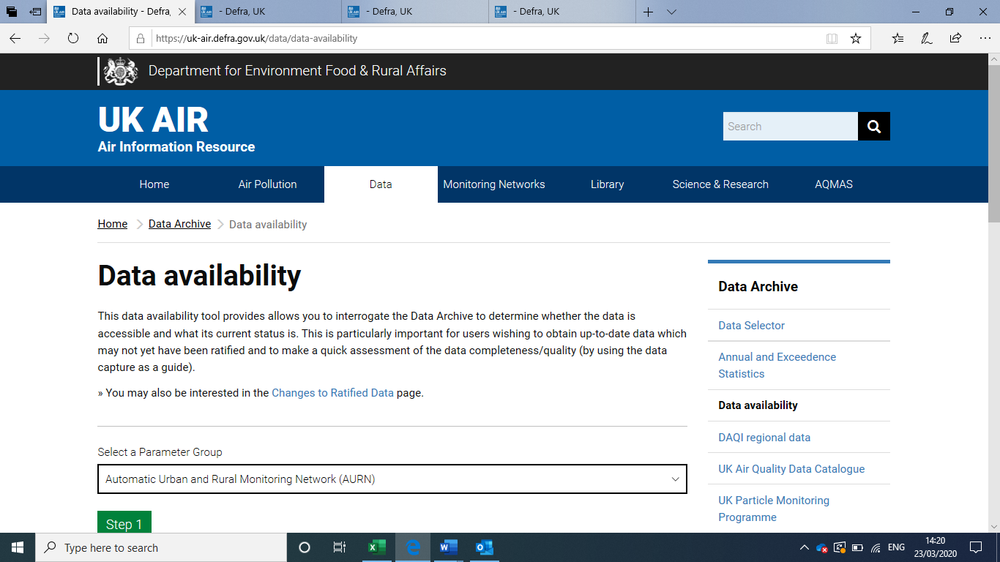 Data availability - Defra,
- Defra, UK
- Defra, UK
- Defra, UK
https://uk-air.defra.gov.uk/data/data-availability
Department for Environment Food & Rural Affairs
UK AIR
Air Information Resource
Search
Home
Air Pollution
Data
Monitoring Networks
Library
Science & Research
AQMAS
Home
Data Archive
Data availability
Data availability
This data availability tool provides allows you to interrogate the Data Archive to determine whether the data is
accessible and what its current status is. This is particularly important for users wishing to obtain up-to-date data which
may not yet have been ratified and to make a quick assessment of the data completeness/quality (by using the data
capture as a guide).
» You may also be interested in the Changes to Ratified Data page.
Select a Parameter Group
Automatic Urban and Rural Monitoring Network (AURN)
Step 1
Data Archive
Data Selector
Annual and Exceedence
Statistics
Data availability
DAQI regional data
UK Air Quality Data Catalogue
UK Particle Monitoring
Programme
Type here to search
ENG
14:20
23/03/2020